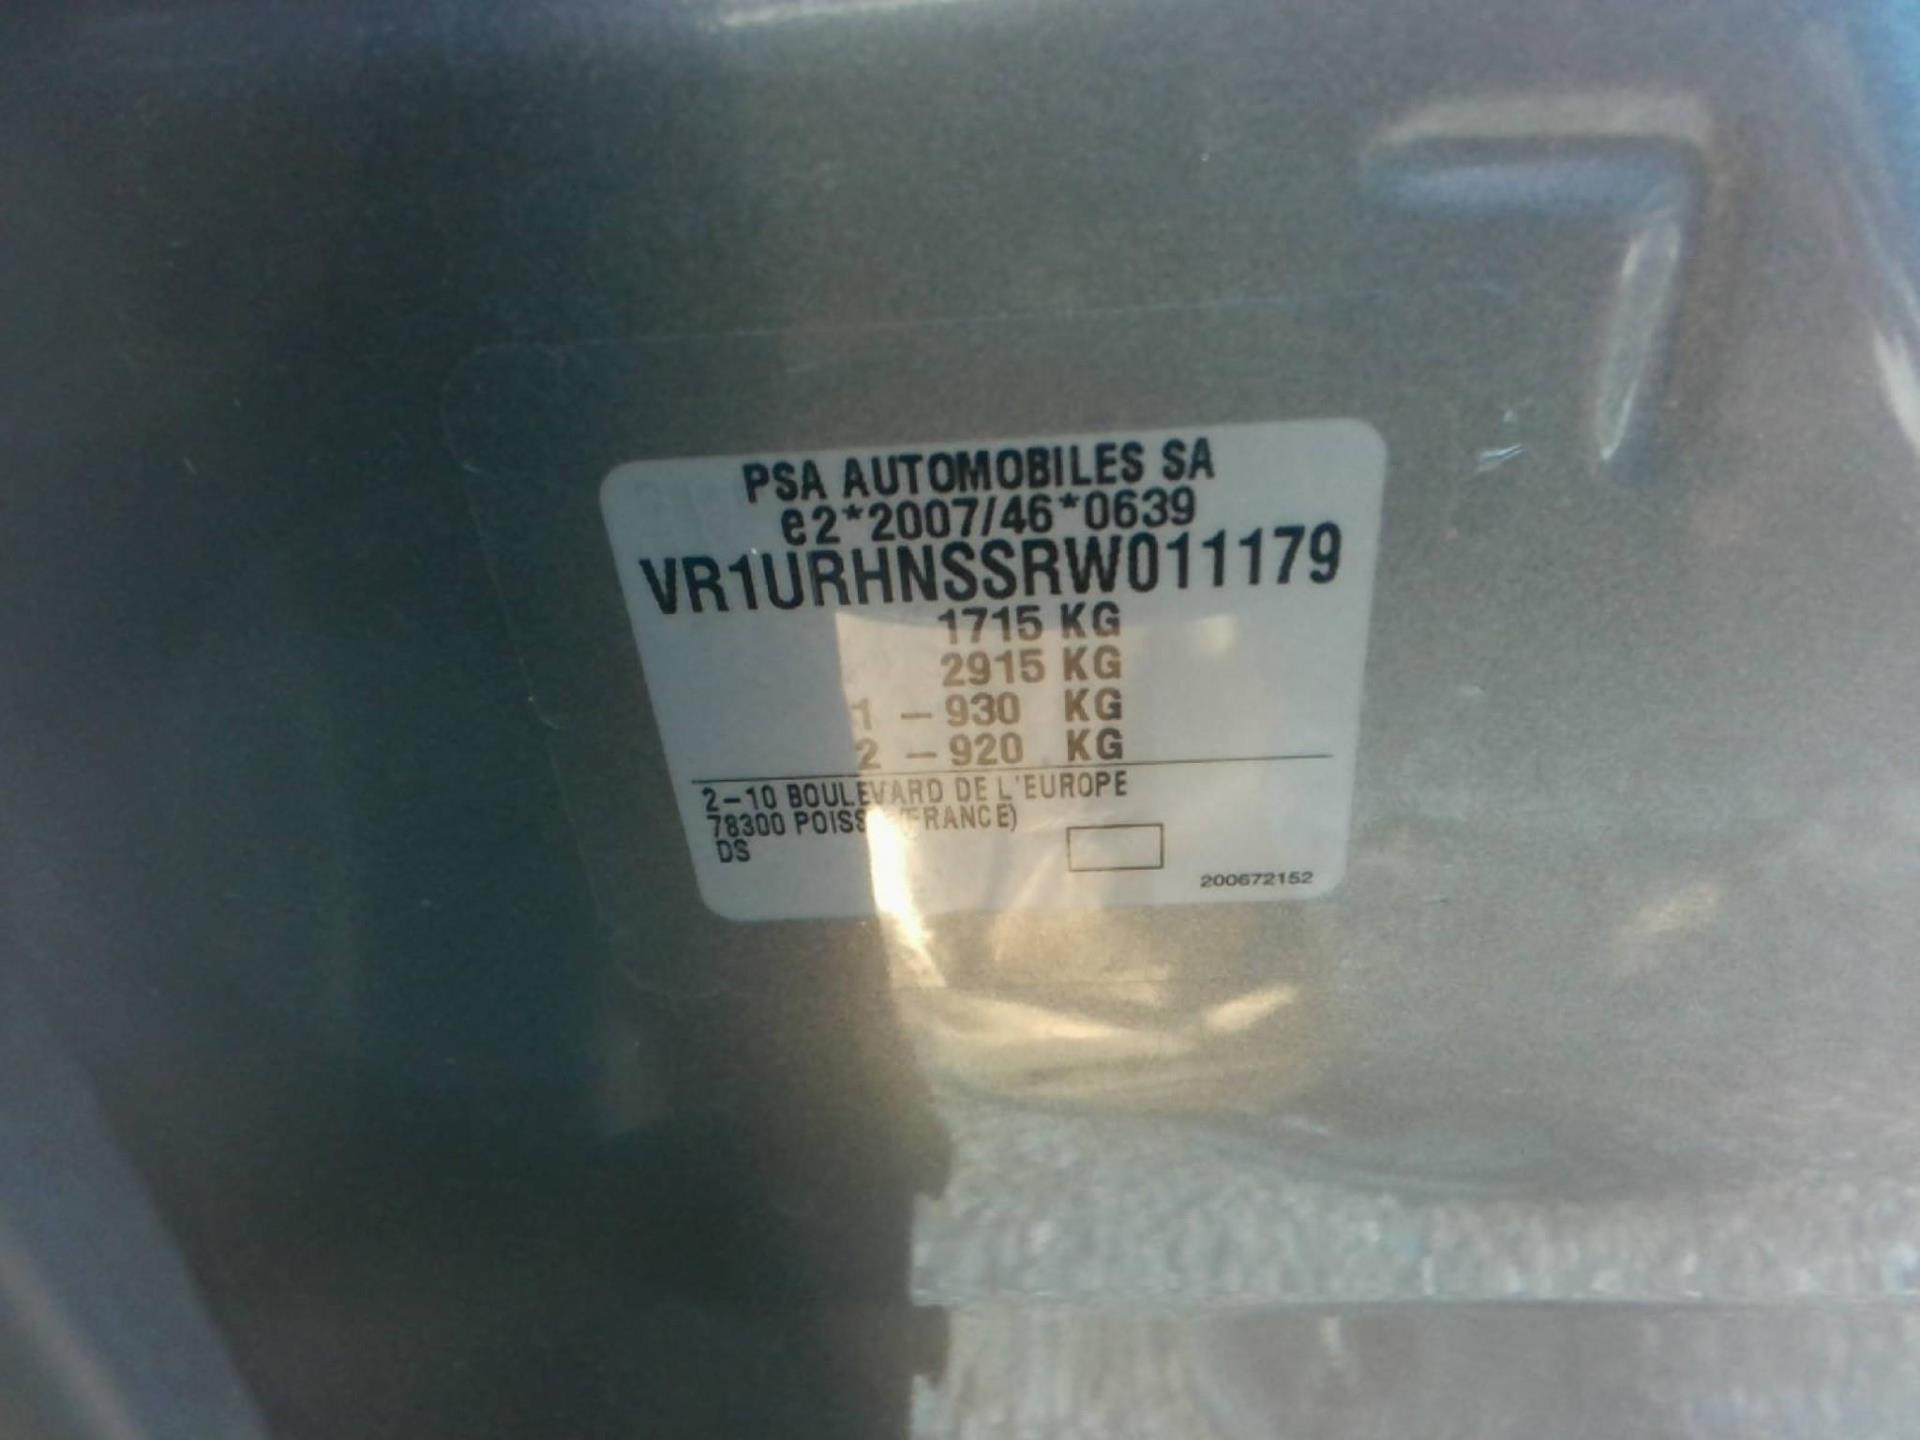 PSA AUTOMOBILES SA
e2*2007/46*0639
VR1URHNSSRW011179
1715 KG
2915 KG
1 - 930 KG
2 - 920 KG
2-10 BOULEVARD DE L'EUROPE
78300 POISSY (FRANCE)
DS
200672152